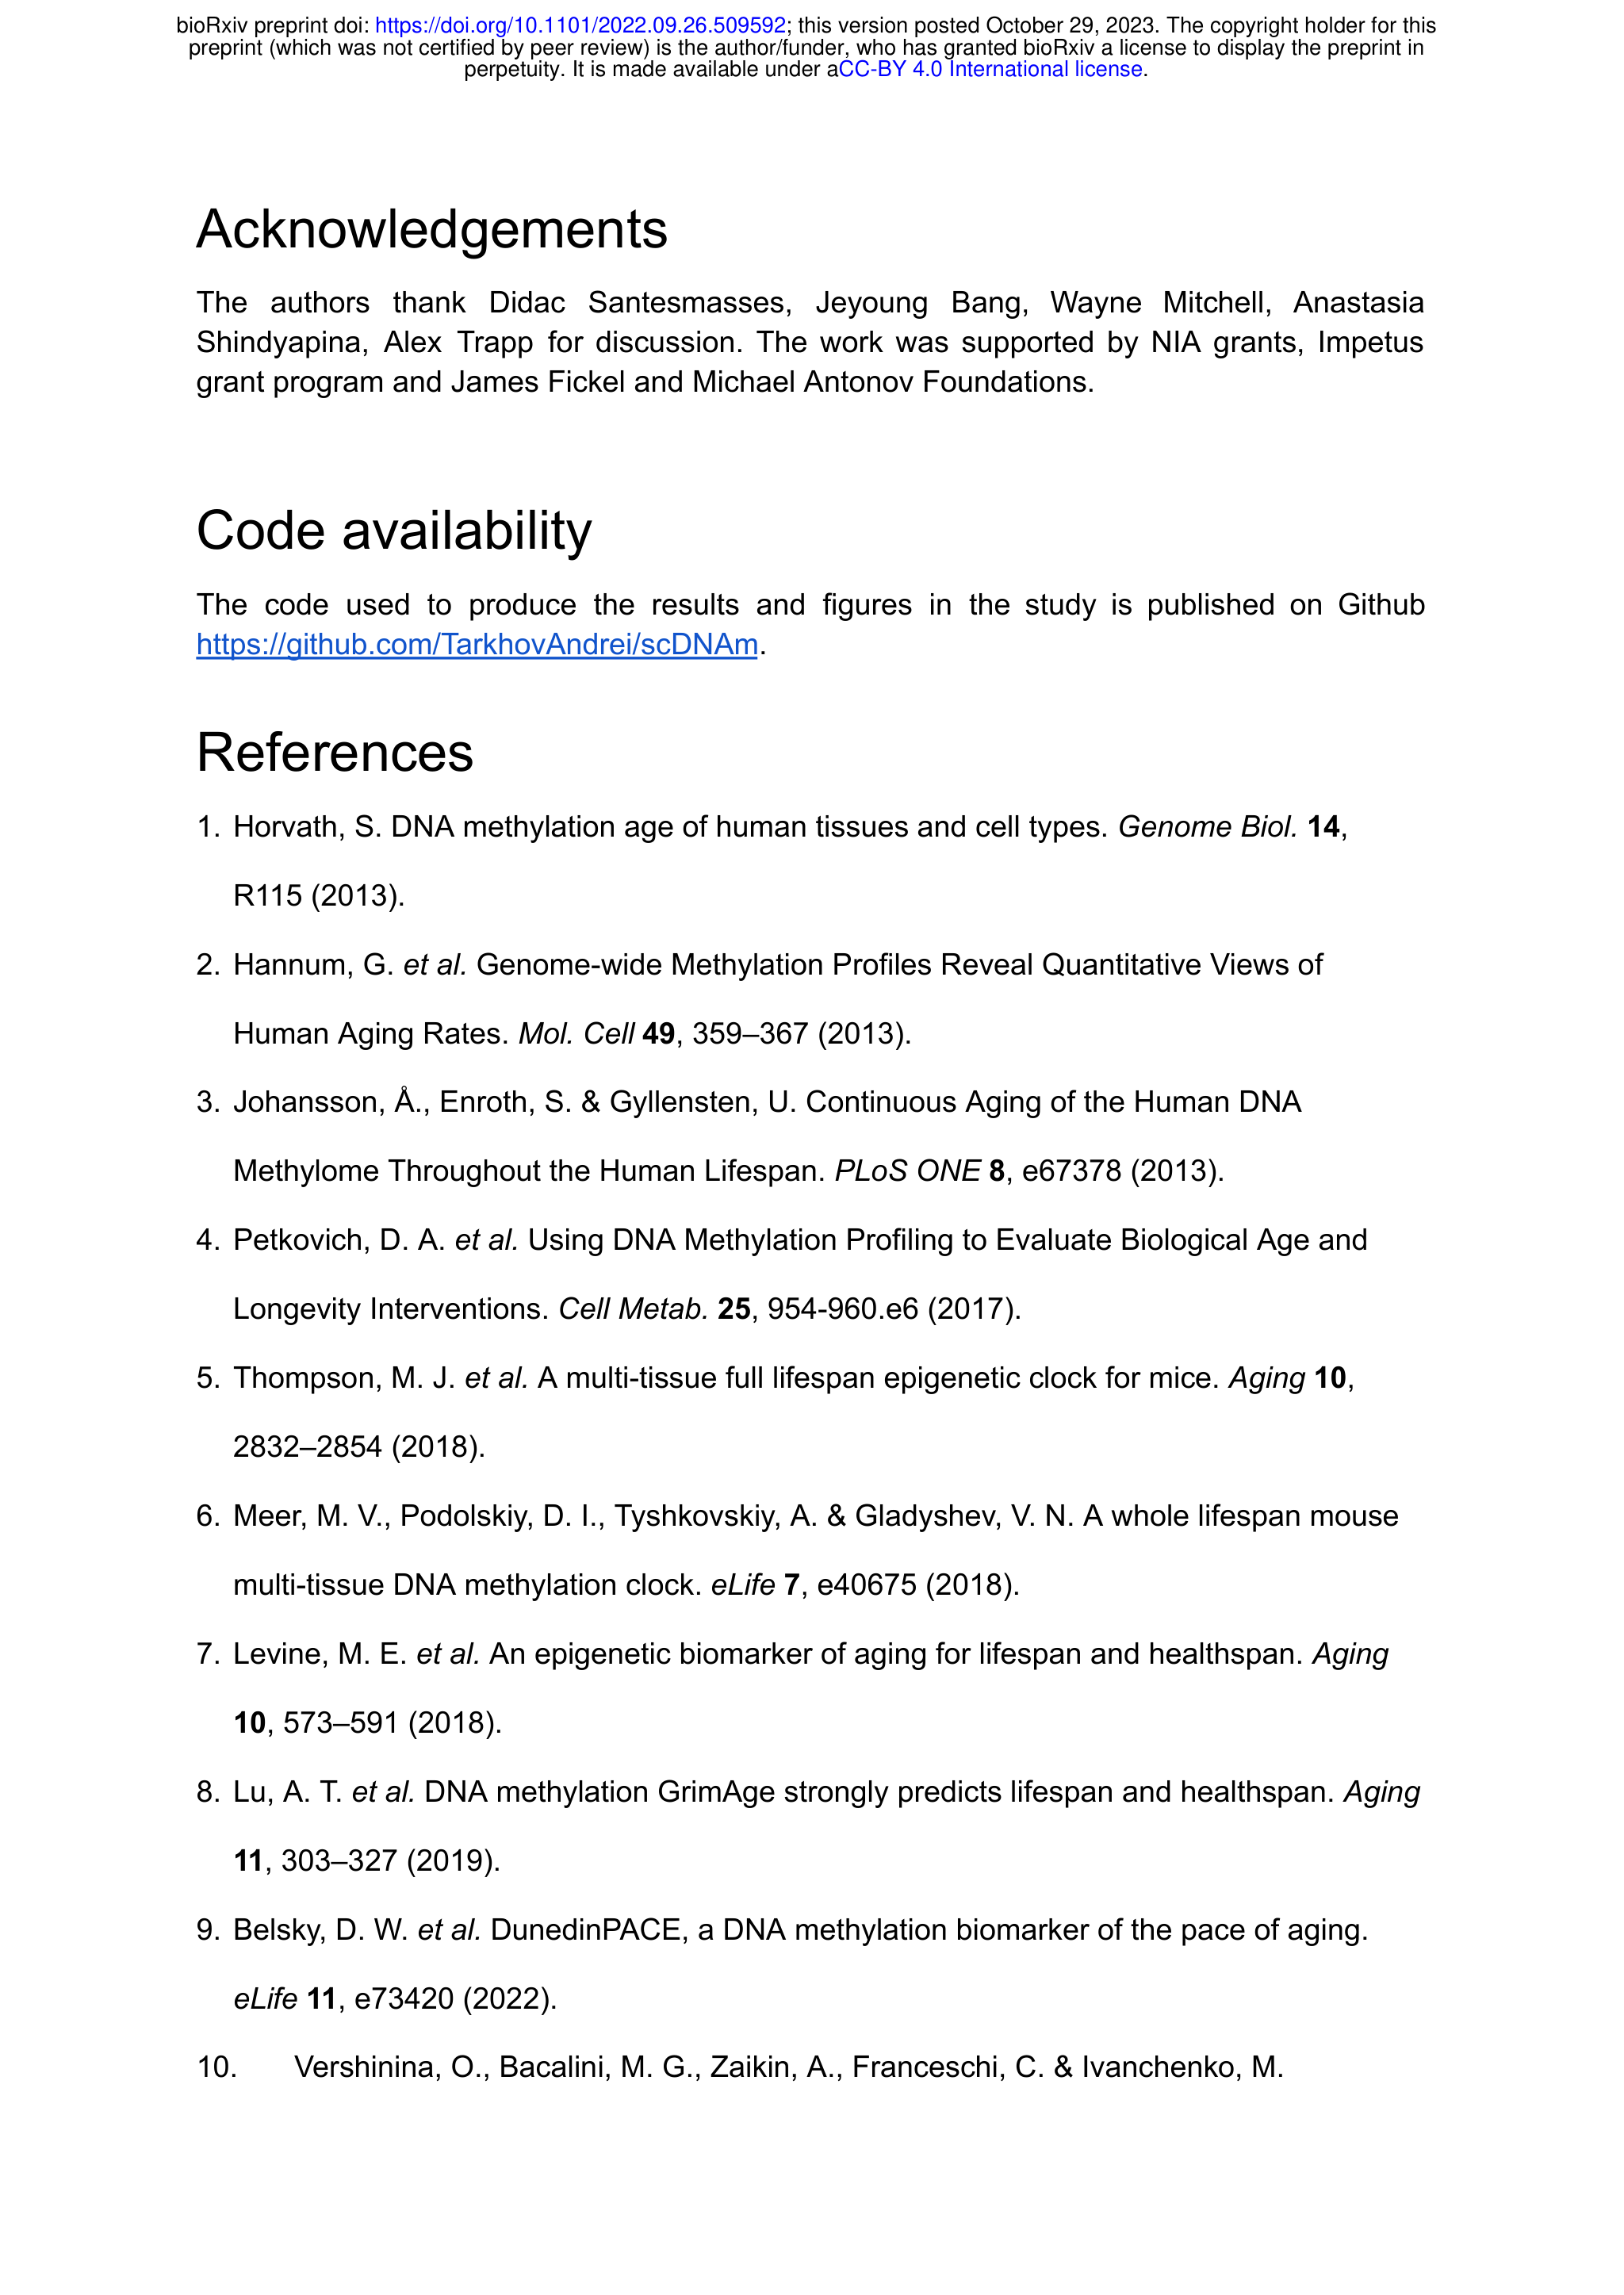 bioRxiv preprint doi: https://doi.org/10.1101/2022.09.26.509592; this version posted October 29, 2023. The copyright holder for this
preprint (which was not certified by peer review) is the author/funder, who has granted bioRxiv a license to display the preprint in
perpetuity. It is made available under aCC-BY 4.0 International license.
Acknowledgements
The authors thank Didac Santesmasses, Jeyoung Bang, Wayne Mitchell, Anastasia
Shindyapina, Alex Trapp for discussion. The work was supported by NIA grants, Impetus
grant program and James Fickel and Michael Antonov Foundations.
Code availability
The code used to produce the results and figures in the study is published on Github
https://github.com/TarkhovAndrei/scDNAm.
References
1. Horvath, S. DNA methylation age of human tissues and cell types. Genome Biol. 14,
R115 (2013).
2. Hannum, G. et al. Genome-wide Methylation Profiles Reveal Quantitative Views of
Human Aging Rates. Mol. Cell 49, 359–367 (2013).
3. Johansson, Å., Enroth, S. & Gyllensten, U. Continuous Aging of the Human DNA
Methylome Throughout the Human Lifespan. PLoS ONE 8, e67378 (2013).
4. Petkovich, D. A. et al. Using DNA Methylation Profiling to Evaluate Biological Age and
Longevity Interventions. Cell Metab. 25, 954-960.e6 (2017).
5. Thompson, M. J. et al. A multi-tissue full lifespan epigenetic clock for mice. Aging 10,
2832–2854 (2018).
6. Meer, M. V., Podolskiy, D. I., Tyshkovskiy, A. & Gladyshev, V. N. A whole lifespan mouse
multi-tissue DNA methylation clock. eLife 7, e40675 (2018).
7. Levine, M. E. et al. An epigenetic biomarker of aging for lifespan and healthspan. Aging
10, 573–591 (2018).
8. Lu, A. T. et al. DNA methylation GrimAge strongly predicts lifespan and healthspan. Aging
11, 303–327 (2019).
9. Belsky, D. W. et al. DunedinPACE, a DNA methylation biomarker of the pace of aging.
eLife 11, e73420 (2022).
10. Vershinina, O., Bacalini, M. G., Zaikin, A., Franceschi, C. & Ivanchenko, M.